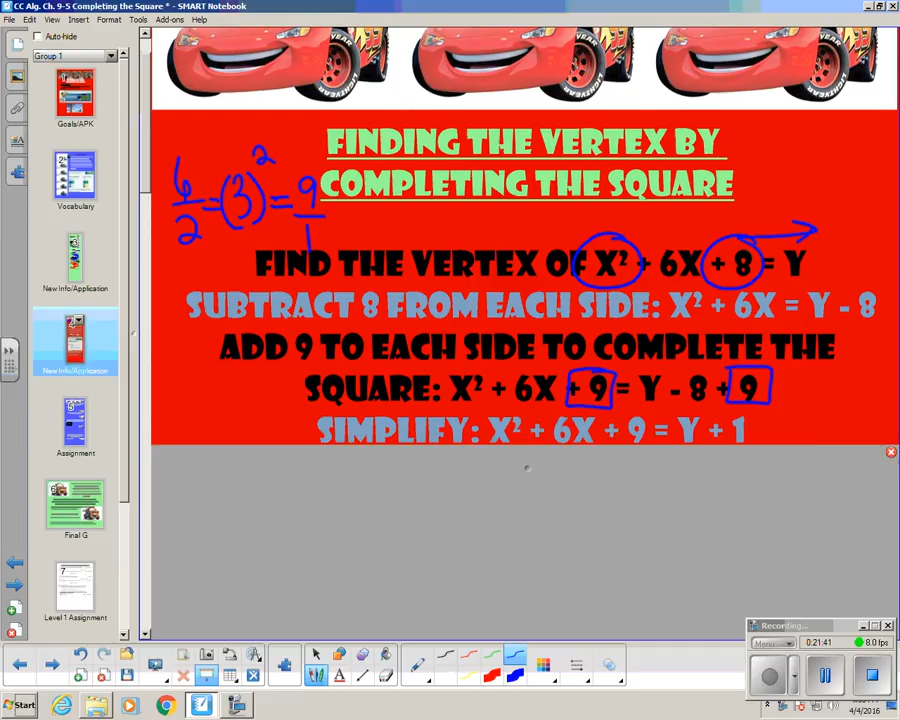 CC Alg. Ch. 9-5 Completing the Square * - SMART Notebook
File Edit View Insert Format Tools Add-ons Help
Auto-hide
Group 1
Goals/APK
Vocabulary
New Info/Application
New Info/Application
Assignment
Final G
Level 1 Assignment
LIGHTYEAR LIGHTYEAR LIGHTYEAR
FINDING THE VERTEX BY
COMPLETING THE SQUARE
6/2 = (3)² = 9/1
FIND THE VERTEX OF X² + 6X + 8 = Y
SUBTRACT 8 FROM EACH SIDE: X² + 6X = Y - 8
ADD 9 TO EACH SIDE TO COMPLETE THE
SQUARE: X² + 6X + 9 = Y - 8 + 9
SIMPLIFY: X² + 6X + 9 = Y + 1
Recording...
Menu 0:21:41 8.0 fps
Start
4/4/2016